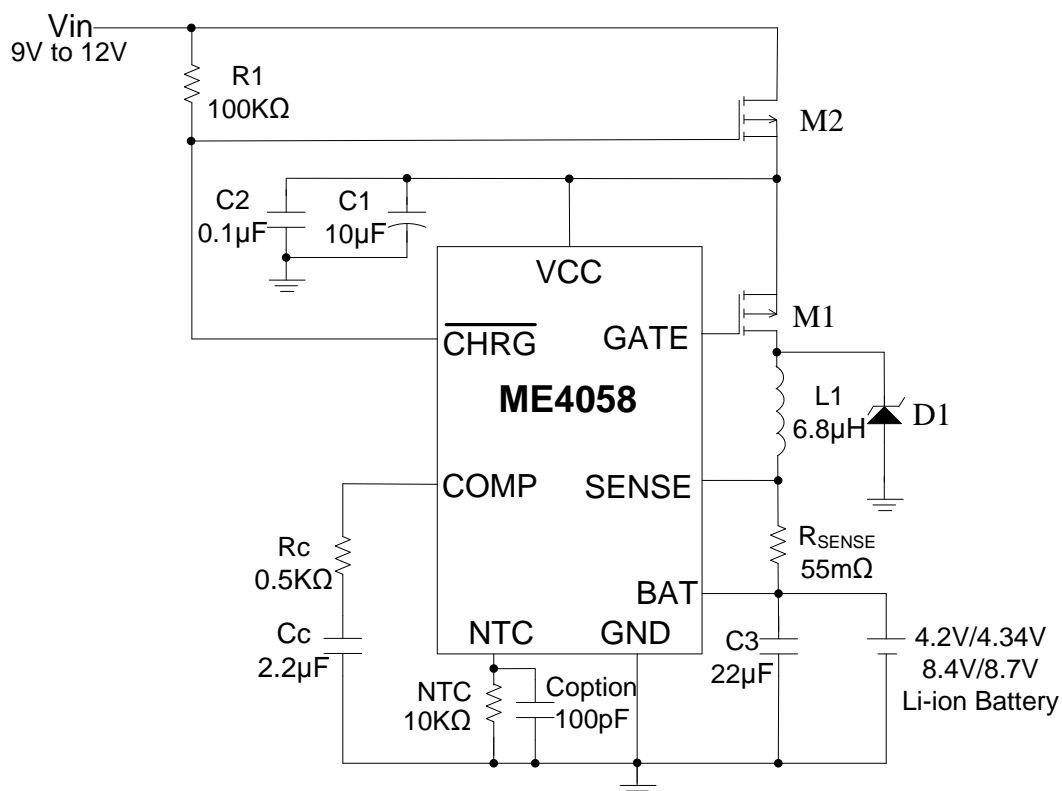 Vin
9V to 12V
R1
100KΩ
M2
C2
0.1µF
C1
10µF
VCC
CHRG
GATE
M1
ME4058
L1
6.8µH
D1
COMP
SENSE
Rc
0.5KΩ
RSENSE
55mΩ
BAT
Cc
2.2µF
NTC
GND
C3
22µF
4.2V/4.34V
8.4V/8.7V
Li-ion Battery
NTC
10KΩ
Coption
100pF